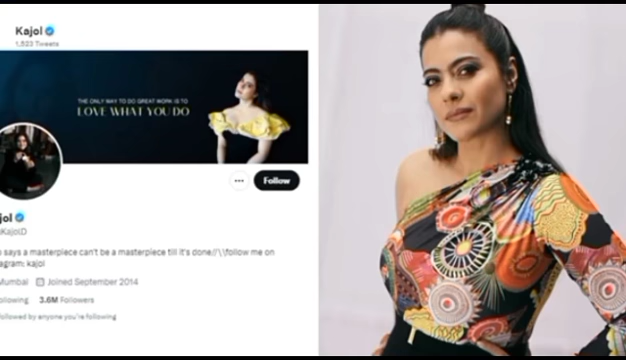 Kajol
1,523 Tweets
THE ONLY WAY TO DO GREAT WORK IS TO
LOVE WHAT YOU DO
Follow
jol
KajolD
says a masterpiece can't be a masterpiece till it's done//\\follow me on
agram: kajol
Mumbai Joined September 2014
ollowing 3.6M Followers
ollowed by anyone you're following